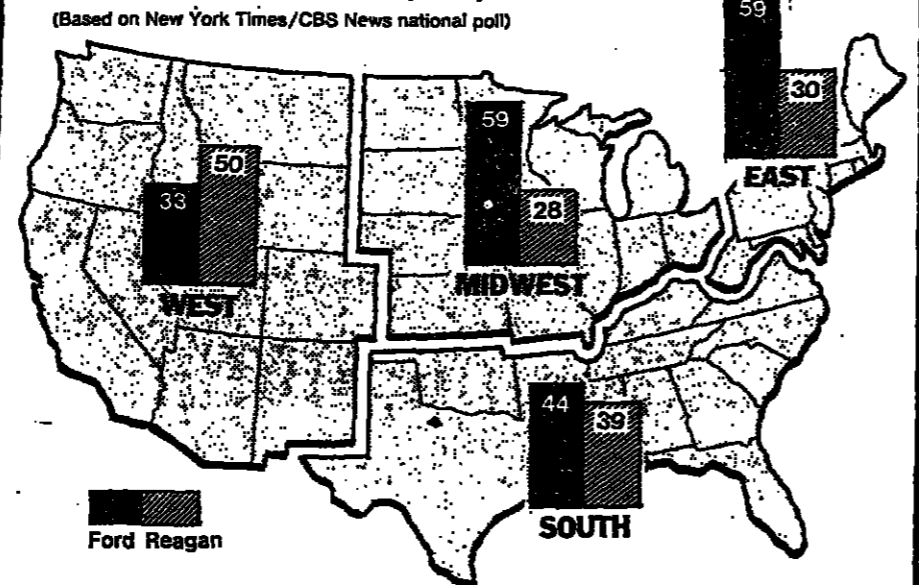 (Based on New York Times/CBS News national poll)
59
30
EAST
59
28
MIDWEST
50
33
WEST
44
39
SOUTH
Ford Reagan